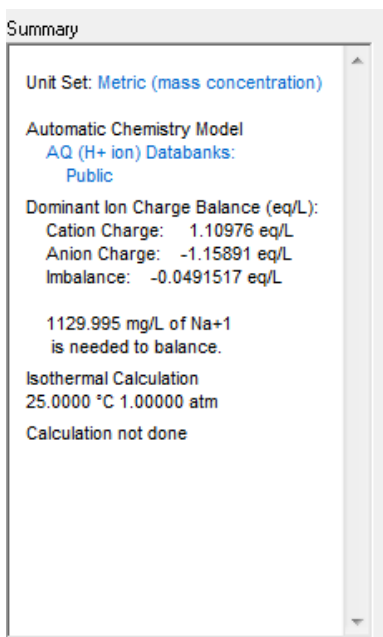 Summary
Unit Set: Metric (mass concentration)
Automatic Chemistry Model
AQ (H+ ion) Databanks:
Public
Dominant Ion Charge Balance (eq/L):
Cation Charge: 1.10976 eq/L
Anion Charge: -1.15891 eq/L
Imbalance: -0.0491517 eq/L
1129.995 mg/L of Na+1
is needed to balance.
Isothermal Calculation
25.0000 °C 1.00000 atm
Calculation not done